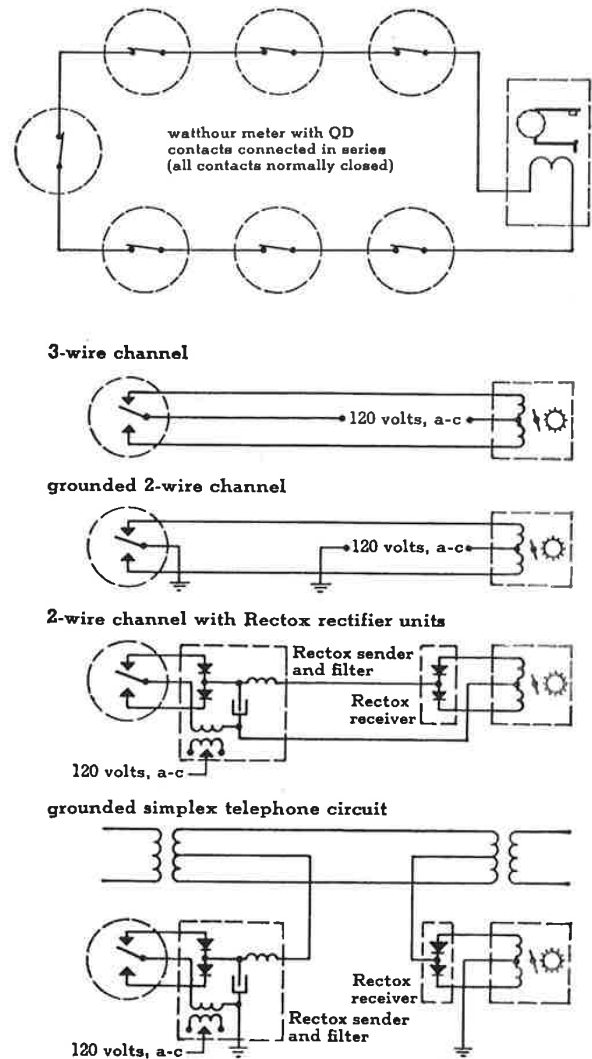 watthour meter with QD
contacts connected in series
(all contacts normally closed)
3-wire channel
120 volts, a-c
grounded 2-wire channel
120 volts, a-c
2-wire channel with Rectox rectifier units
Rectox sender
and filter
Rectox
receiver
120 volts, a-c
grounded simplex telephone circuit
Rectox
receiver
Rectox sender
and filter
120 volts, a-c